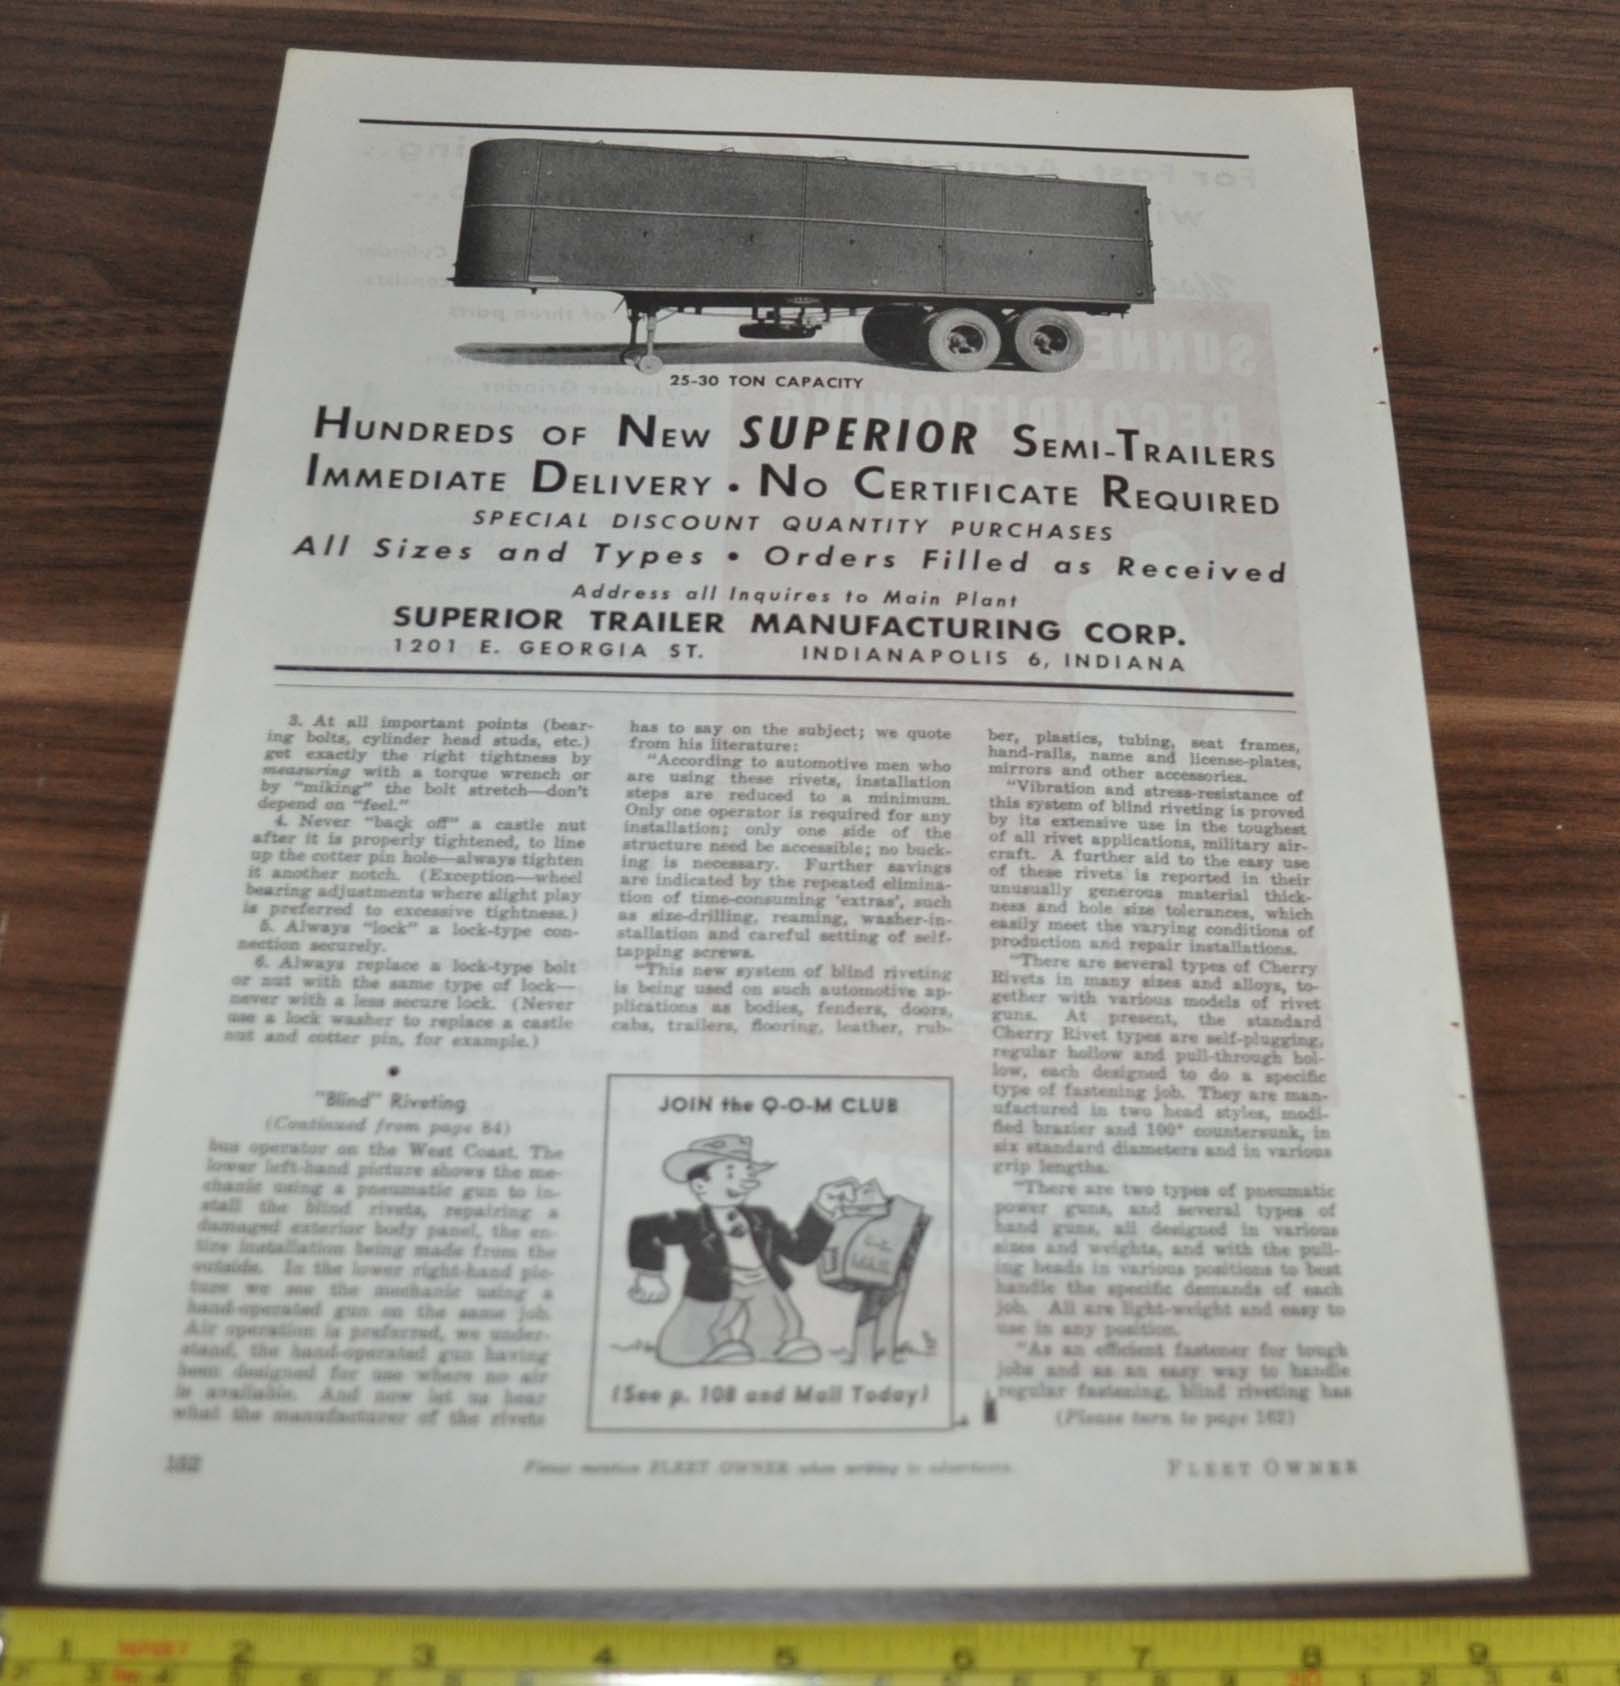 25-30 TON CAPACITY
HUNDREDS OF NEW SUPERIOR SEMI-TRAILERS
IMMEDIATE DELIVERY • NO CERTIFICATE REQUIRED
SPECIAL DISCOUNT QUANTITY PURCHASES
All Sizes and Types • Orders Filled as Received
Address all Inquires to Main Plant
SUPERIOR TRAILER MANUFACTURING CORP.
1201 E. GEORGIA ST. INDIANAPOLIS 6, INDIANA
3. At all important points (bear-
ing bolts, cylinder head studs, etc.)
get exactly the right tightness by
measuring with a torque wrench or
by "miking" the bolt stretch—don't
depend on "feel."
4. Never "back off" a castle nut
after it is properly tightened, to line
up the cotter pin hole—always tighten
it another notch. (Exception—wheel
bearing adjustments where slight play
is preferred to excessive tightness.)
5. Always "lock" a lock-type con-
nection securely.
6. Always replace a lock-type bolt
or nut with the same type of lock—
never with a less secure lock. (Never
use a lock washer to replace a castle
nut and cotter pin, for example.)
•
"Blind" Riveting
(Continued from page 84)
bus operator on the West Coast. The
lower left-hand picture shows the me-
chanic using a pneumatic gun to in-
stall the blind rivets, repairing a
damaged exterior body panel, the en-
tire installation being made from the
outside. In the lower right-hand pic-
ture we see the mechanic using a
hand-operated gun on the same job.
Air operation is preferred, we under-
stand, the hand-operated gun having
been designed for use where no air
is available. And now let us hear
what the manufacturer of the rivets
has to say on the subject; we quote
from his literature:
"According to automotive men who
are using these rivets, installation
steps are reduced to a minimum.
Only one operator is required for any
installation; only one side of the
structure need be accessible; no buck-
ing is necessary. Further savings
are indicated by the repeated elimina-
tion of time-consuming 'extras', such
as size-drilling, reaming, washer-in-
stallation and careful setting of self-
tapping screws.
"This new system of blind riveting
is being used on such automotive ap-
plications as bodies, fenders, doors,
cabs, trailers, flooring, leather, rub-
JOIN the Q-O-M CLUB
U.S.
MAIL
(See p. 108 and Mail Today)
ber, plastics, tubing, seat frames,
hand-rails, name and license-plates,
mirrors and other accessories.
"Vibration and stress-resistance of
this system of blind riveting is proved
by its extensive use in the toughest
of all rivet applications, military air-
craft. A further aid to the easy use
of these rivets is reported in their
unusually generous material thick-
ness and hole size tolerances, which
easily meet the varying conditions of
production and repair installations.
"There are several types of Cherry
Rivets in many sizes and alloys, to-
gether with various models of rivet
guns. At present, the standard
Cherry Rivet types are self-plugging,
regular hollow and pull-through hol-
low, each designed to do a specific
type of fastening job. They are man-
ufactured in two head styles, modi-
fied brazier and 100° countersunk, in
six standard diameters and in various
grip lengths.
"There are two types of pneumatic
power guns, and several types of
hand guns, all designed in various
sizes and weights, and with the pull-
ing heads in various positions to best
handle the specific demands of each
job. All are light-weight and easy to
use in any position.
"As an efficient fastener for tough
jobs and as an easy way to handle
regular fastening, blind riveting has
(Please turn to page 162)
Please mention FLEET OWNER when writing to advertisers.
FLEET OWNER
1 2 3 4 5 6 7 8 9